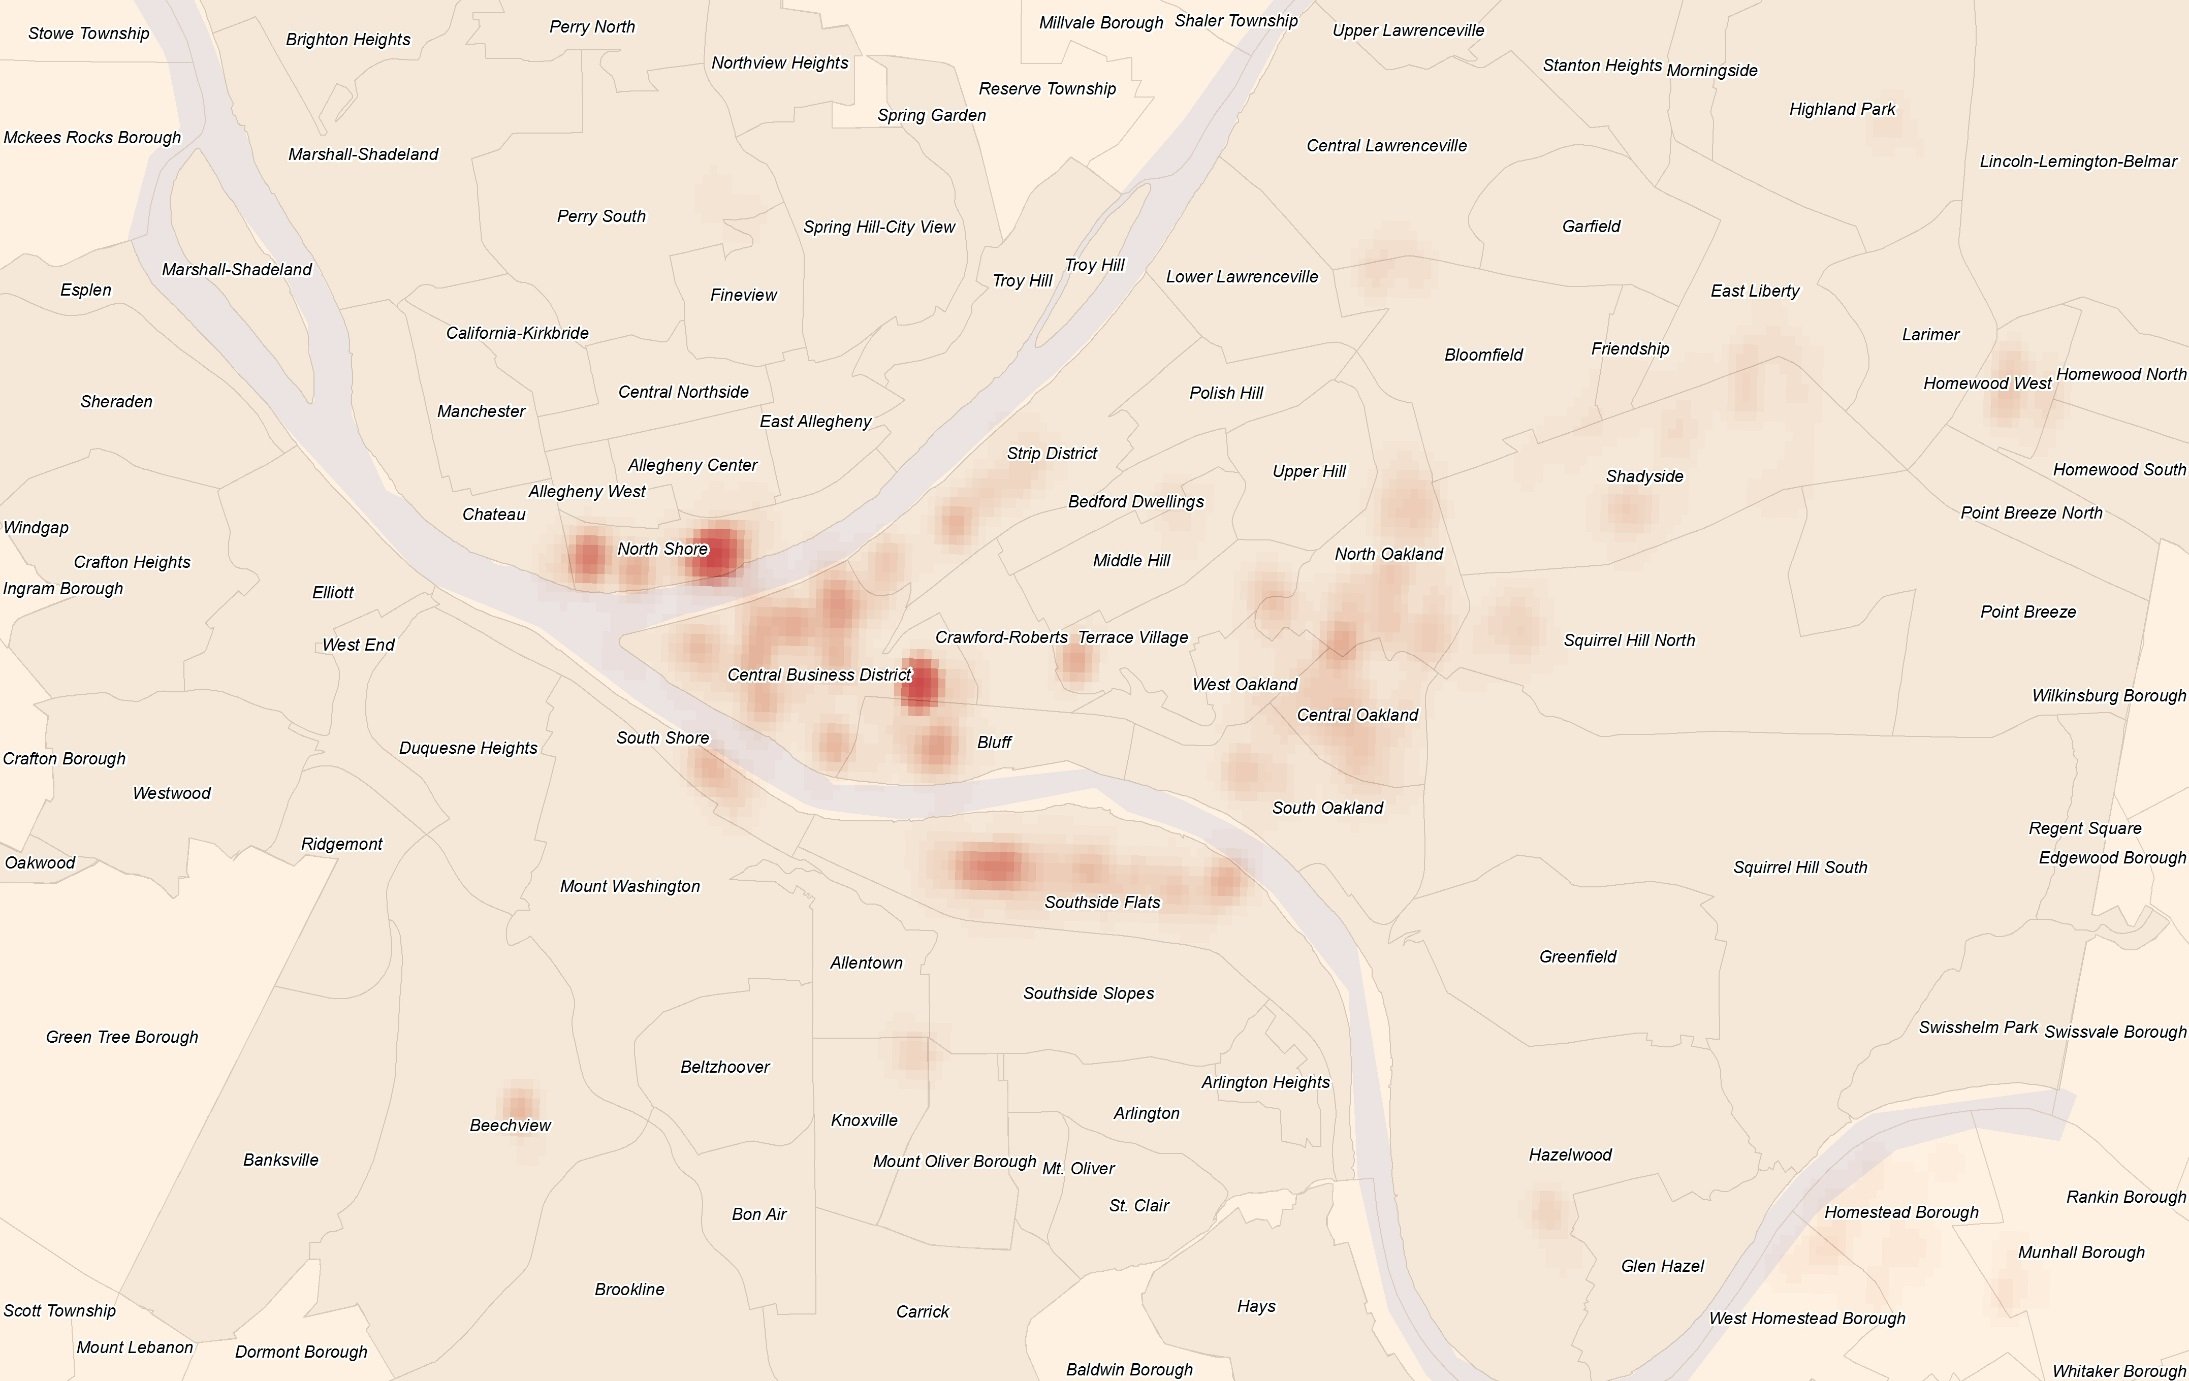 Stowe Township
Brighton Heights
Perry North
Millvale Borough
Shaler Township
Upper Lawrenceville
Northview Heights
Stanton Heights
Morningside
Reserve Township
Highland Park
Spring Garden
Mckees Rocks Borough
Marshall-Shadeland
Central Lawrenceville
Lincoln-Lemington-Belmar
Perry South
Spring Hill-City View
Garfield
Marshall-Shadeland
Troy Hill
Troy Hill
Lower Lawrenceville
Esplen
Fineview
East Liberty
California-Kirkbride
Larimer
Bloomfield
Friendship
Homewood West
Homewood North
Sheraden
Manchester
Central Northside
Polish Hill
East Allegheny
Strip District
Allegheny Center
Upper Hill
Shadyside
Homewood South
Allegheny West
Bedford Dwellings
Chateau
Point Breeze North
Windgap
North Shore
North Oakland
Crafton Heights
Middle Hill
Ingram Borough
Elliott
Point Breeze
West End
Crawford-Roberts
Terrace Village
Squirrel Hill North
Central Business District
West Oakland
Wilkinsburg Borough
Central Oakland
South Shore
Bluff
Duquesne Heights
Crafton Borough
Westwood
South Oakland
Regent Square
Ridgemont
Edgewood Borough
Oakwood
Squirrel Hill South
Mount Washington
Southside Flats
Greenfield
Allentown
Southside Slopes
Green Tree Borough
Swisshelm Park
Swissvale Borough
Beltzhoover
Arlington Heights
Arlington
Beechview
Knoxville
Hazelwood
Banksville
Mount Oliver Borough
Mt. Oliver
Rankin Borough
St. Clair
Bon Air
Homestead Borough
Munhall Borough
Glen Hazel
Brookline
Scott Township
Carrick
Hays
West Homestead Borough
Mount Lebanon
Dormont Borough
Baldwin Borough
Whitaker Borough